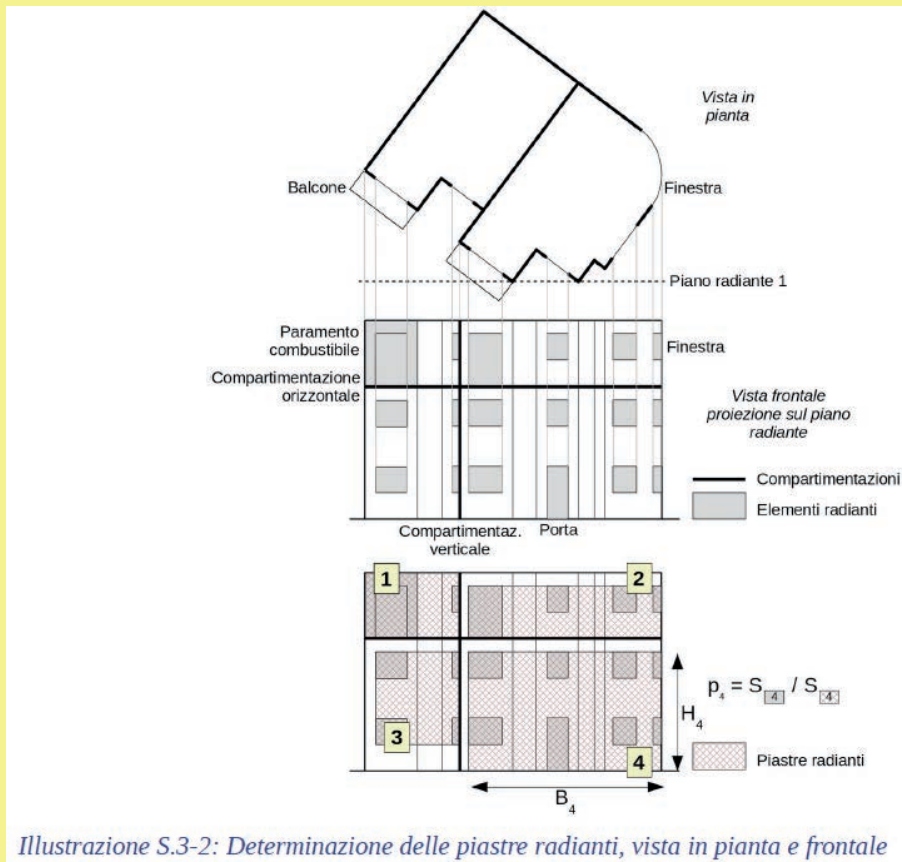 Vista in
pianta
Balcone
Finestra
Piano radiante 1
Paramento
combustibile
Finestra
Compartimentazione
orizzontale
Vista frontale
proiezione sul piano
radiante
Compartimentazioni
Elementi radianti
Compartimentaz.
verticale
Porta
1
2
p4 = S4 / S4
H4
3
4
Piastre radianti
B4
Illustrazione S.3-2: Determinazione delle piastre radianti, vista in pianta e frontale